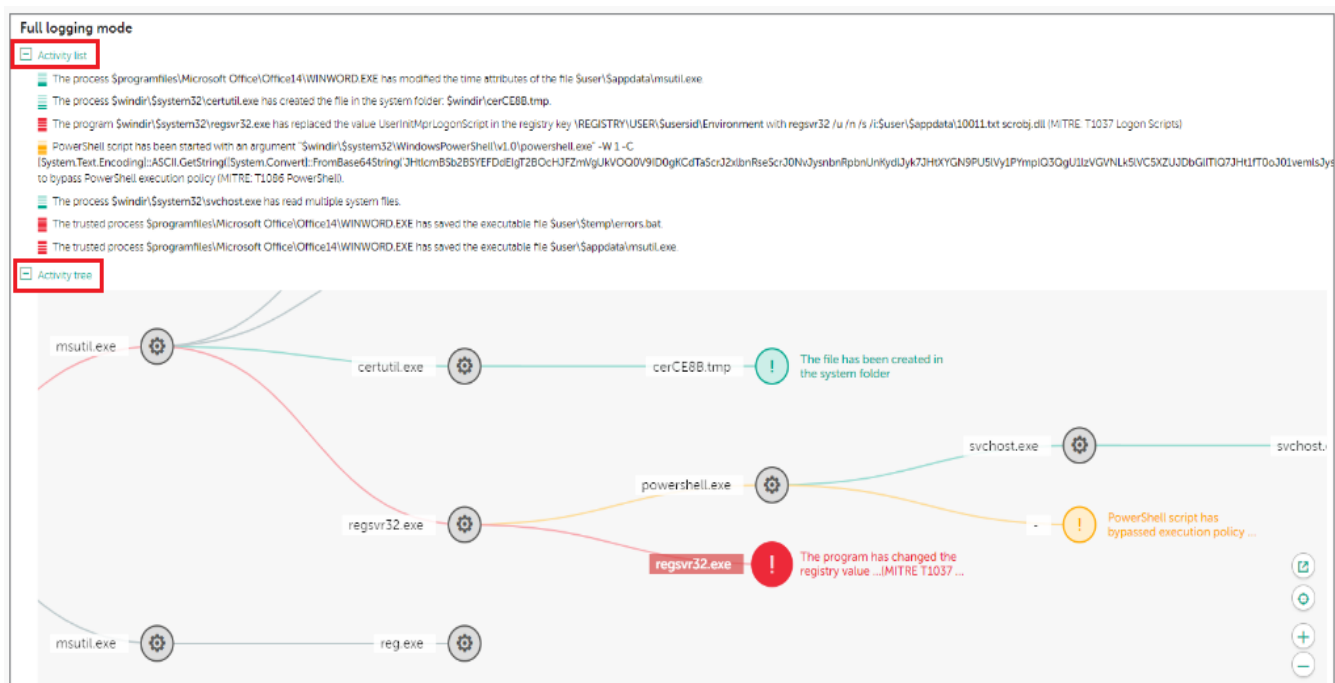 Full logging mode
Activity list
The process $programfiles\Microsoft Office\Office14\WINWORD.EXE has modified the time attributes of the file $user\$appdata\msutil.exe.
The process $windir\$system32\certutil.exe has created the file in the system folder: $windir\cerCE8B.tmp.
The program $windir\$system32\regsvr32.exe has replaced the value UserInitMprLogonScript in the registry key \REGISTRY\USER\$usersid\Environment with regsvr32 /u /n /s /i:$user\$appdata\10011.txt scrobj.dll (MITRE: T1037 Logon Scripts)
PowerShell script has been started with an argument "$windir\$system32\WindowsPowerShell\v1.0\powershell.exe" -W 1 -C
[System.Text.Encoding]::ASCII.GetString([System.Convert]::FromBase64String('
to bypass PowerShell execution policy (MITRE: T1086 PowerShell).
The process $windir\$system32\svchost.exe has read multiple system files.
The trusted process $programfiles\Microsoft Office\Office14\WINWORD.EXE has saved the executable file $user\$temp\errors.bat.
The trusted process $programfiles\Microsoft Office\Office14\WINWORD.EXE has saved the executable file $user\$appdata\msutil.exe.
Activity tree
msutil.exe
certutil.exe
cerCE8B.tmp
!
The file has been created in
the system folder
svchost.exe
svchost.
powershell.exe
regsvr32.exe
-
!
PowerShell script has
bypassed execution policy ...
regsvr32.exe
!
The program has changed the
registry value ...(MITRE T1037 ...
msutil.exe
reg.exe